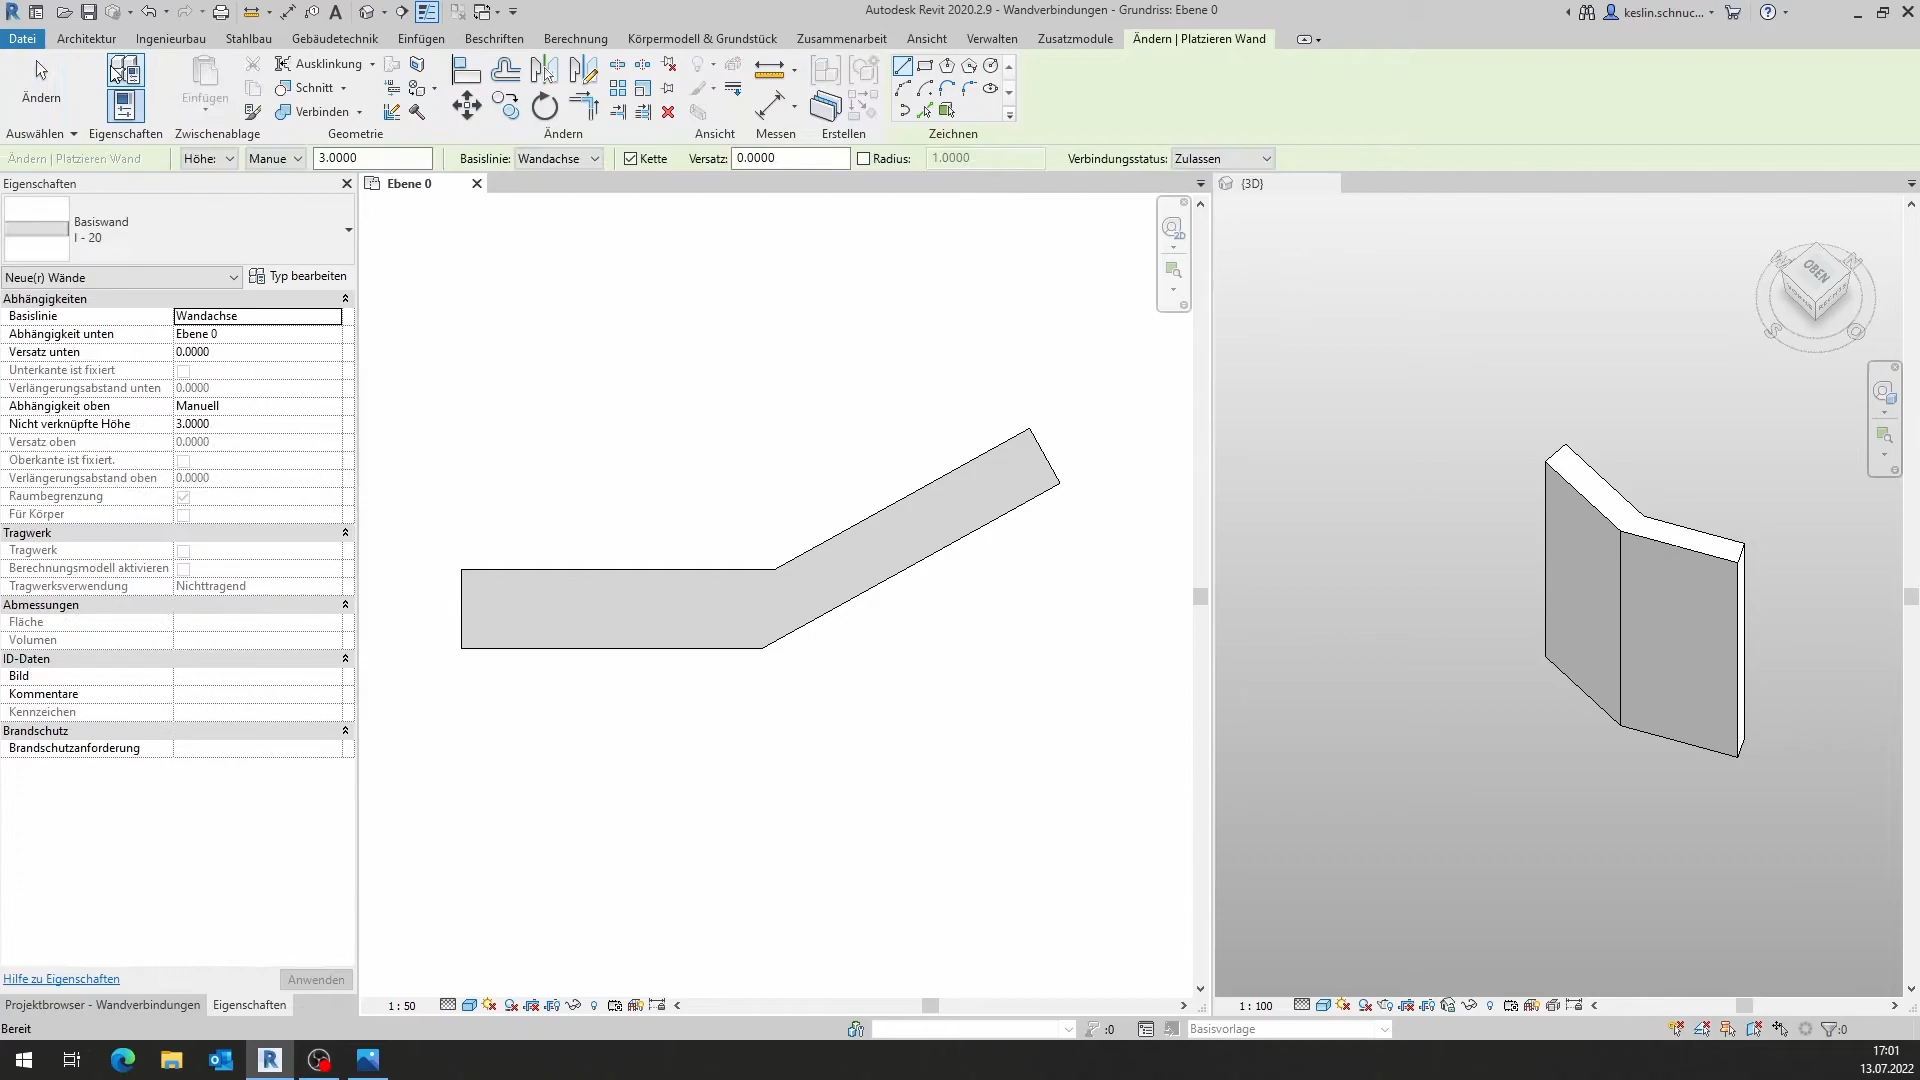 Autodesk Revit 2020.2.9 - Wandverbindungen - Grundriss: Ebene 0
keslin.schnuc...
Datei Architektur Ingenieurbau Stahlbau Gebäudetechnik Einfügen Beschriften Berechnung Körpermodell & Grundstück Zusammenarbeit Ansicht Verwalten Zusatzmodule Ändern | Platzieren Wand
Ausklinkung
Schnitt
Verbinden
Ändern
Einfügen
Auswählen Eigenschaften Zwischenablage Geometrie Ändern Ansicht Messen Erstellen Zeichnen
Ändern | Platzieren Wand Höhe: Manue 3.0000 Basislinie: Wandachse Kette Versatz: 0.0000 Radius: 1.0000 Verbindungsstatus: Zulassen
Eigenschaften
Ebene 0
{3D}
Basiswand
I - 20
Neue(r) Wände Typ bearbeiten
Abhängigkeiten
Basislinie Wandachse
Abhängigkeit unten Ebene 0
Versatz unten 0.0000
Unterkante ist fixiert
Verlängerungsabstand unten 0.0000
Abhängigkeit oben Manuell
Nicht verknüpfte Höhe 3.0000
Versatz oben 0.0000
Oberkante ist fixiert.
Verlängerungsabstand oben 0.0000
Raumbegrenzung
Für Körper
Tragwerk
Tragwerk
Berechnungsmodell aktivieren
Tragwerksverwendung Nichttragend
Abmessungen
Fläche
Volumen
ID-Daten
Bild
Kommentare
Kennzeichen
Brandschutz
Brandschutzanforderung
2D
OBEN
VORNE
RECHTS
W
N
S
O
Hilfe zu Eigenschaften Anwenden
Projektbrowser - Wandverbindungen Eigenschaften
1 : 50
1 : 100
Bereit
:0
Basisvorlage
:0
17:01
13.07.2022